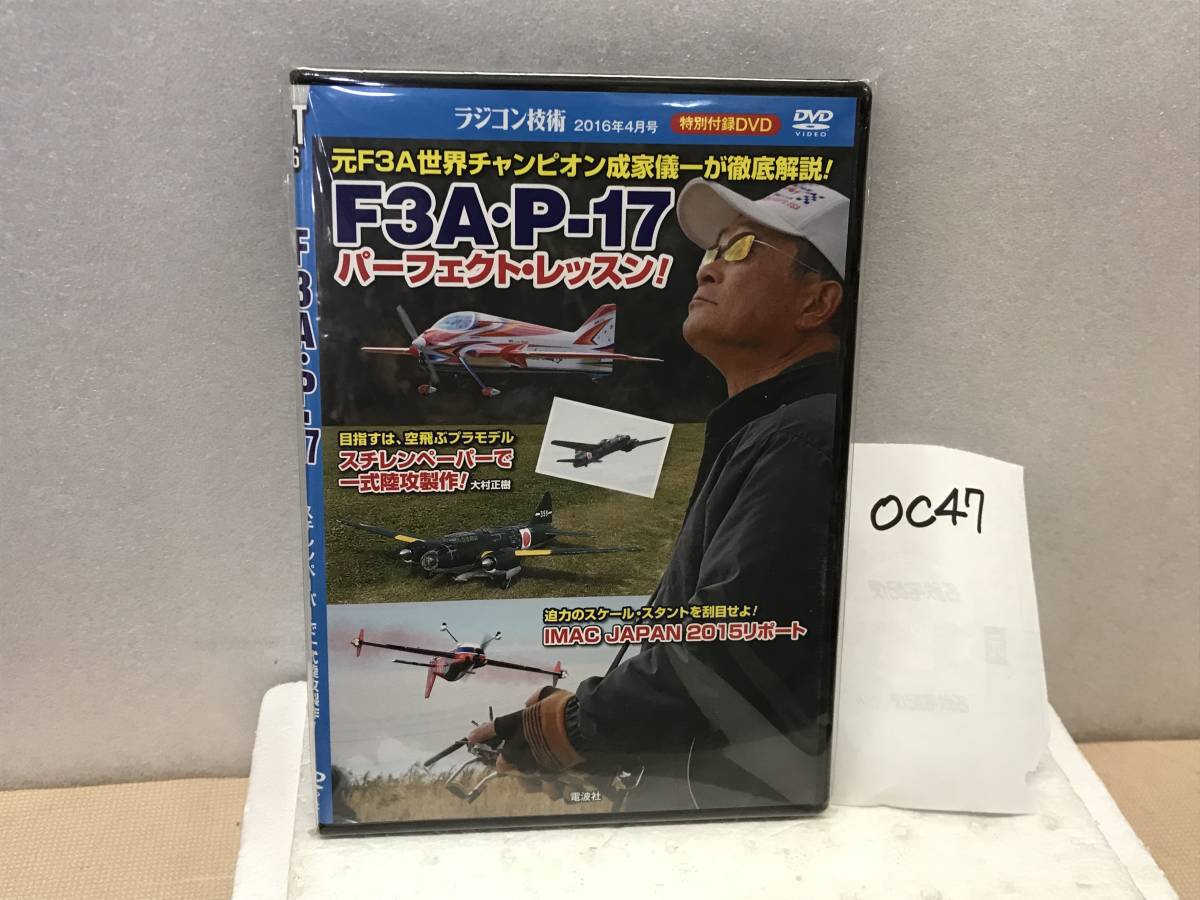 ラジコン技術 2016年4月号 特別付録DVD DVD VIDEO
元F3A世界チャンピオン成家儀一が徹底解説!
F3A・P-17
パーフェクト・レッスン!
目指すは、空飛ぶプラモデル
スチレンペーパーで
一式陸攻製作! 大村正樹
迫力のスケール・スタントを刮目せよ!
IMAC JAPAN 2015リポート
電波社
F3A・P-17
OC47